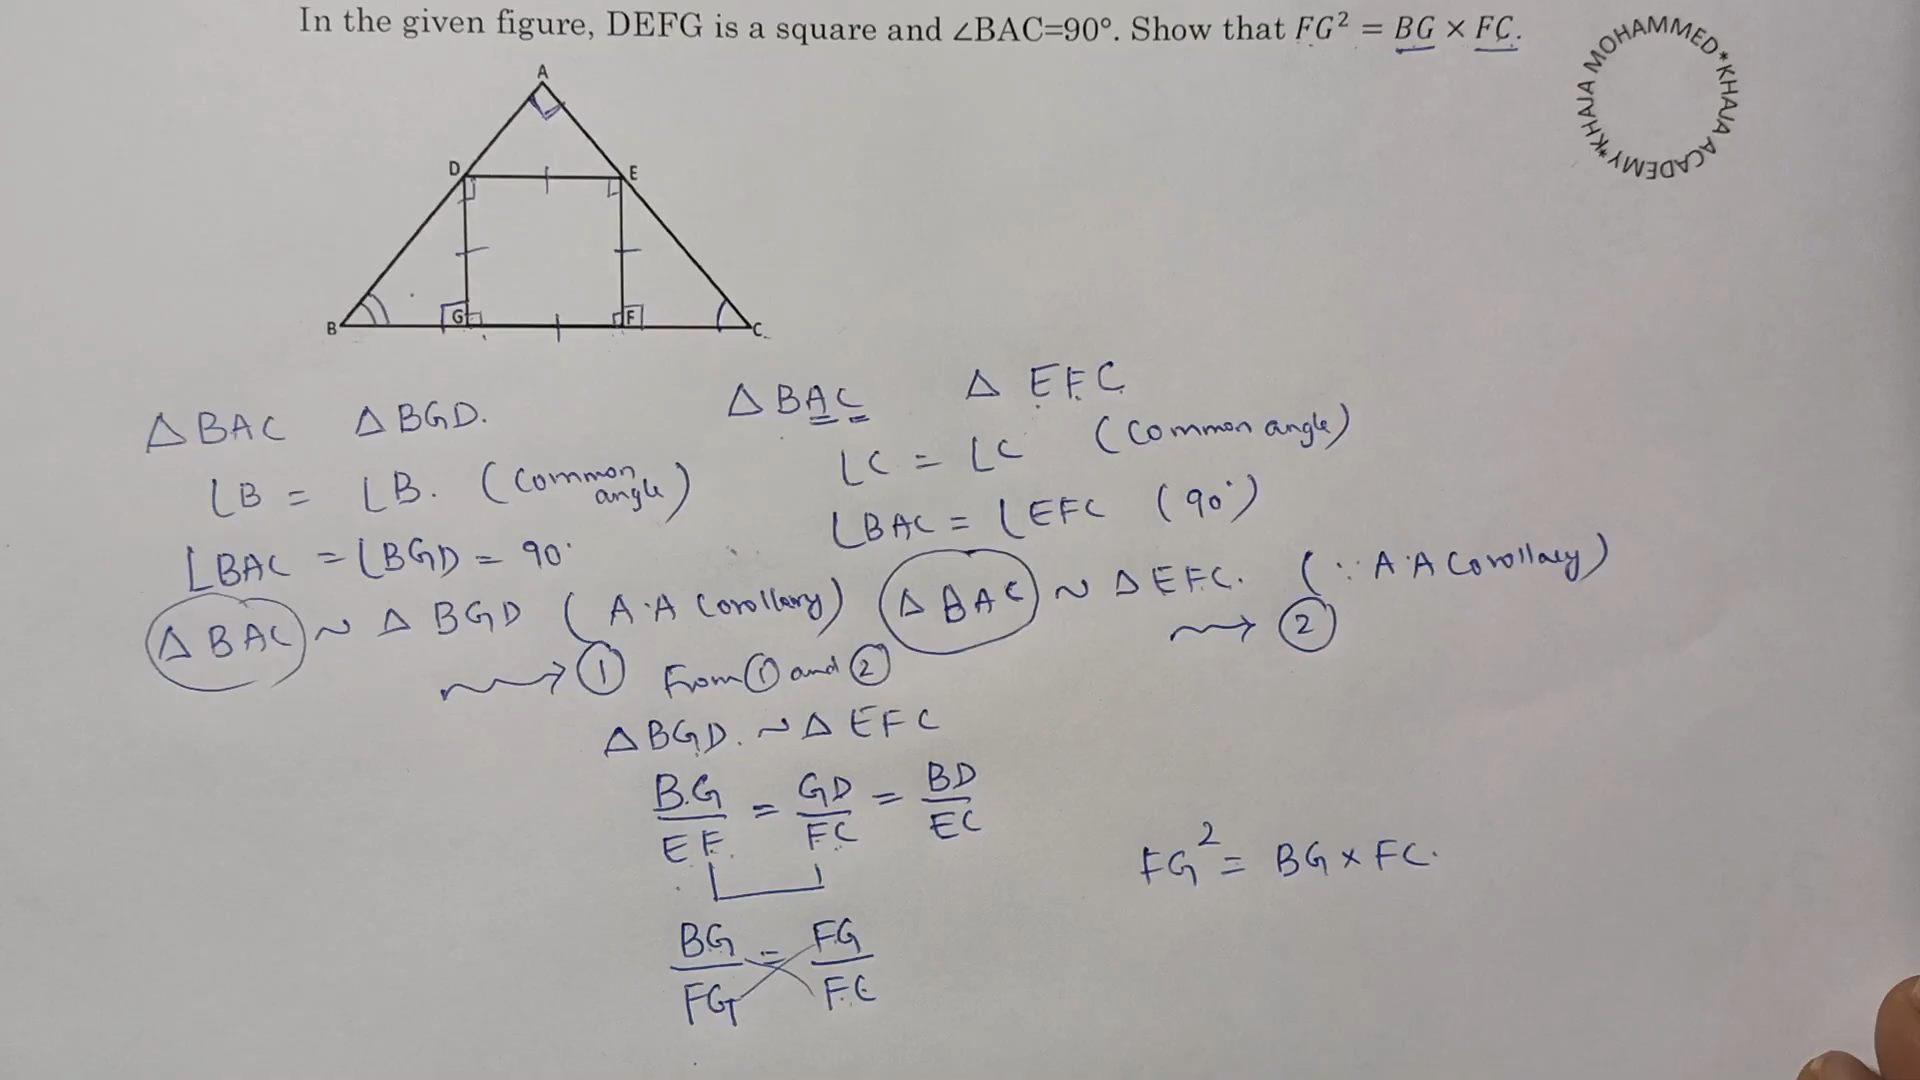 In the given figure, DEFG is a square and ∠BAC=90°. Show that FG² = BG × FC.
KHAJA MOHAMMED*KHAJA ACADEMY*
A
D
E
B
G
F
C
△BAC △BGD.
∠B = ∠B. (Common angle)
∠BAC = ∠BGD = 90°
△BAC ~ △BGD (A.A Corollary)
→ ①
△BAC △EFC
∠C = ∠C (Common angle)
∠BAC = ∠EFC (90°)
△BAC ~ △EFC. (∵ A.A Corollary)
→ ②
From ① and ②
△BGD. ~ △EFC
BG/EF = GD/FC = BD/EC
BG/FG = FG/FC
FG² = BG × FC.